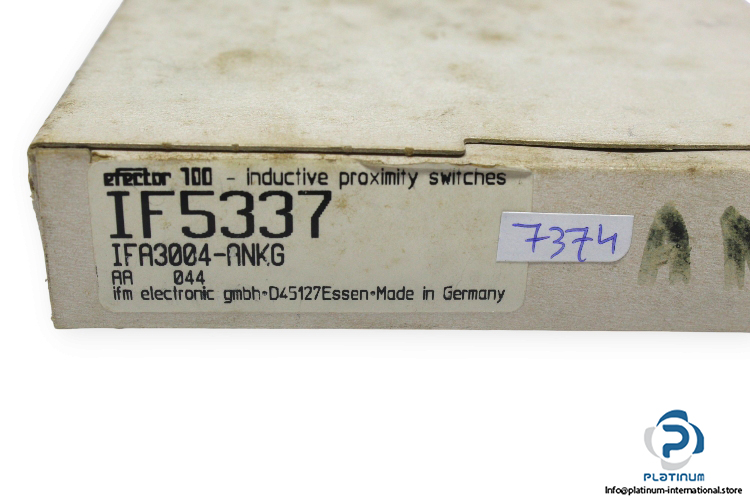 efector 100 - inductive proximity switches
IF5337
IFA3004-ANKG
AA 044
ifm electronic gmbh•D45127Essen•Made in Germany
7374
AN
PLATINUM
Info@platinum-international.store